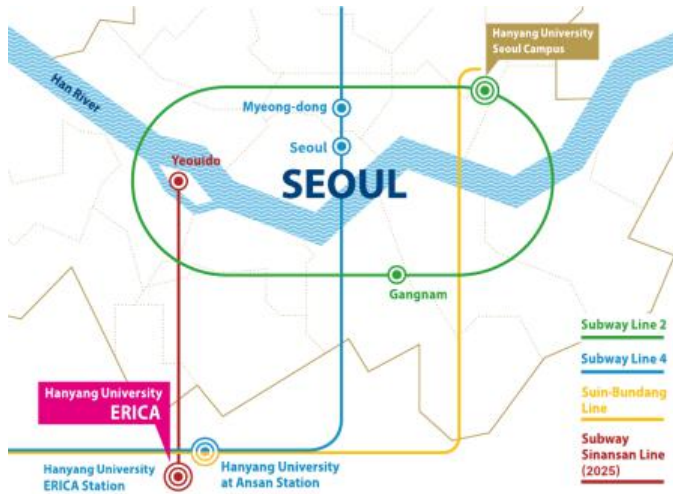 Hanyang University
Seoul Campus
Han River
Myeong-dong
Seoul
Yeouido
SEOUL
Gangnam
Subway Line 2
Subway Line 4
Suin-Bundang
Line
Subway
Sinansan Line
(2025)
Hanyang University
ERICA
Hanyang University
ERICA Station
Hanyang University
at Ansan Station